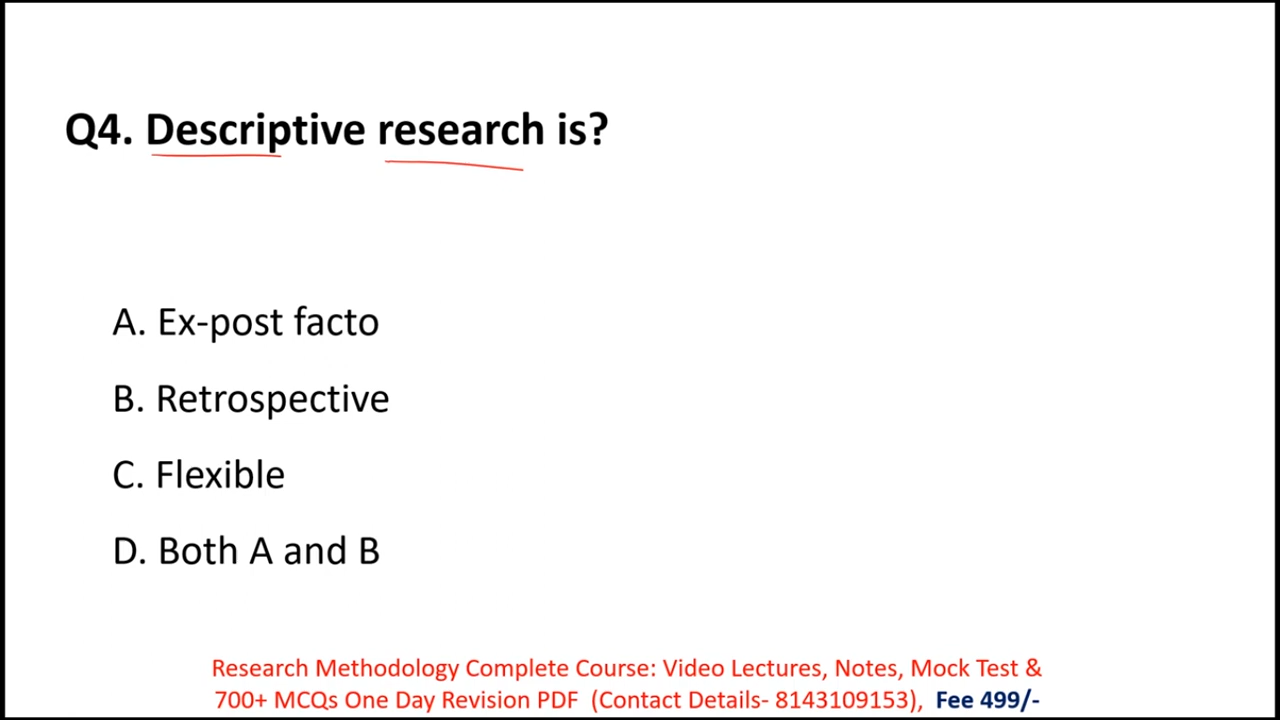 Q4. Descriptive research is?
A. Ex-post facto
B. Retrospective
C. Flexible
D. Both A and B
Research Methodology Complete Course: Video Lectures, Notes, Mock Test &
700+ MCQs One Day Revision PDF (Contact Details- 8143109153), Fee 499/-